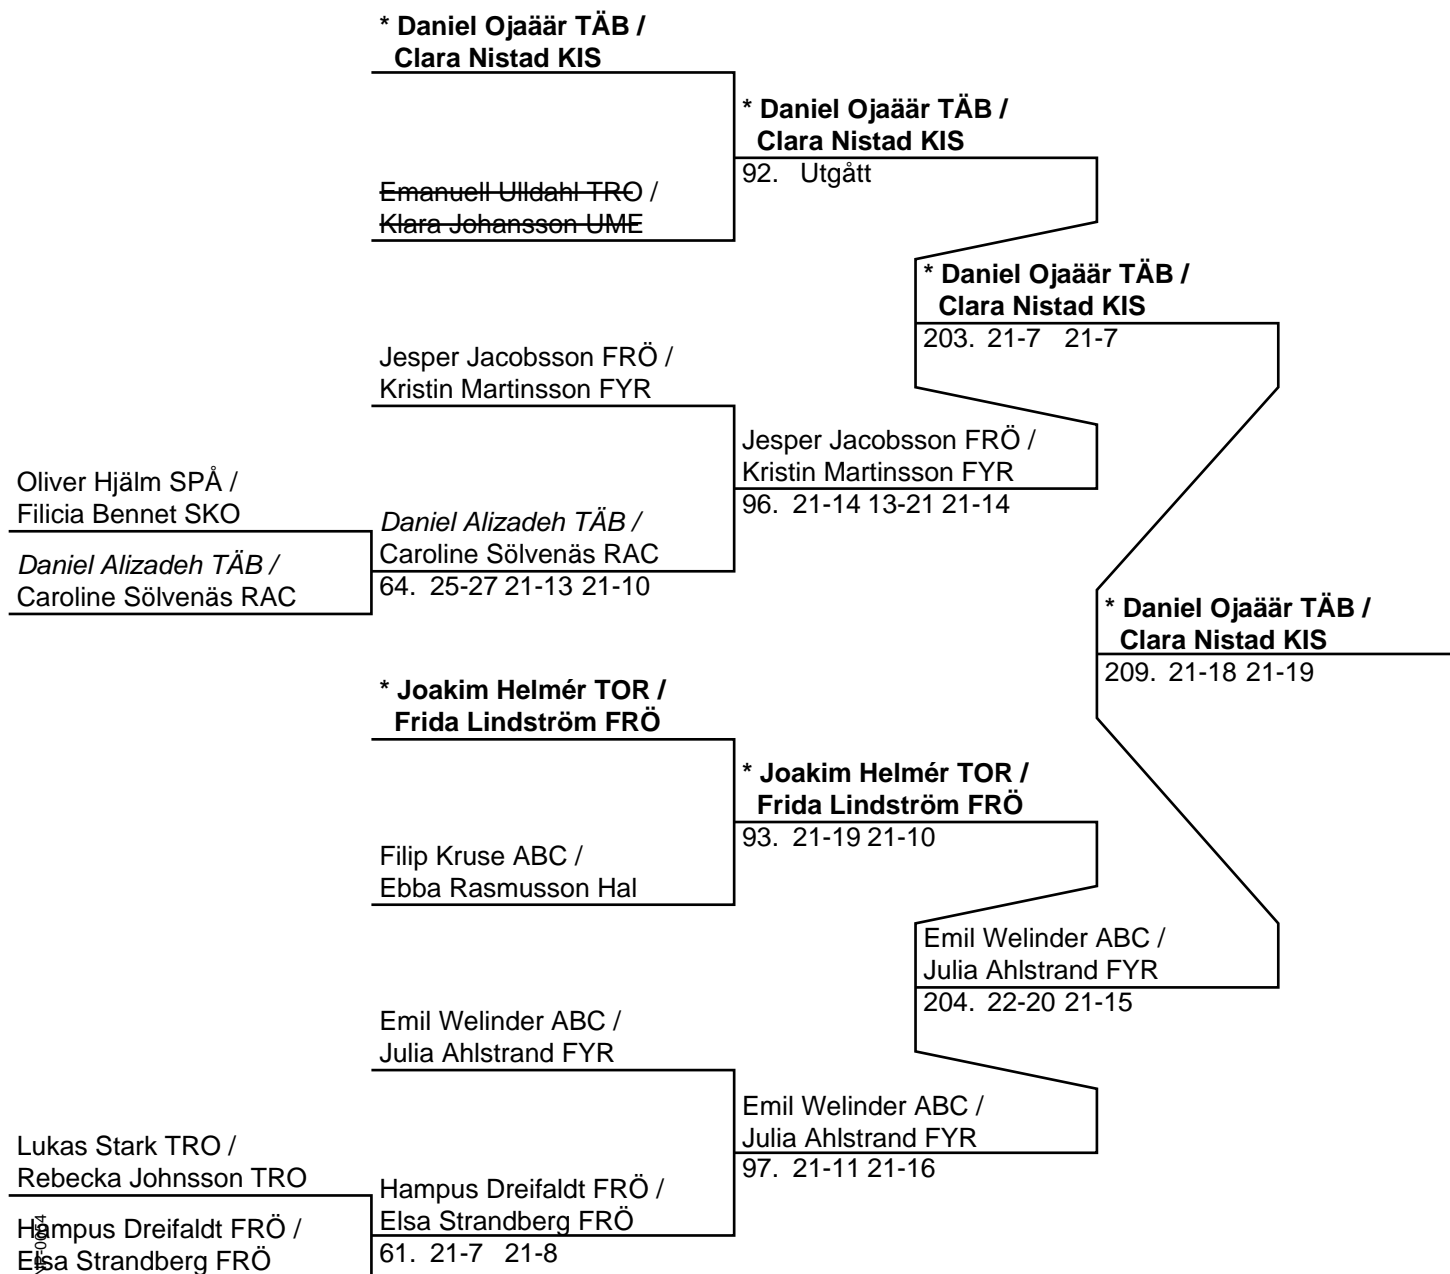 * Daniel Ojaäär TÄB /
Clara Nistad KIS
* Daniel Ojaäär TÄB /
Clara Nistad KIS
92. Utgått
Emanuell Ulldahl TRO /
Klara Johansson UME
* Daniel Ojaäär TÄB /
Clara Nistad KIS
203. 21-7 21-7
Jesper Jacobsson FRÖ /
Kristin Martinsson FYR
Jesper Jacobsson FRÖ /
Kristin Martinsson FYR
96. 21-14 13-21 21-14
Oliver Hjälm SPÅ /
Filicia Bennet SKO
Daniel Alizadeh TÄB /
Caroline Sölvenäs RAC
64. 25-27 21-13 21-10
Daniel Alizadeh TÄB /
Caroline Sölvenäs RAC
* Daniel Ojaäär TÄB /
Clara Nistad KIS
209. 21-18 21-19
* Joakim Helmér TOR /
Frida Lindström FRÖ
* Joakim Helmér TOR /
Frida Lindström FRÖ
93. 21-19 21-10
Filip Kruse ABC /
Ebba Rasmusson Hal
Emil Welinder ABC /
Julia Ahlstrand FYR
204. 22-20 21-15
Emil Welinder ABC /
Julia Ahlstrand FYR
Emil Welinder ABC /
Julia Ahlstrand FYR
97. 21-11 21-16
Lukas Stark TRO /
Rebecka Johnsson TRO
Hampus Dreifaldt FRÖ /
Elsa Strandberg FRÖ
61. 21-7 21-8
Hampus Dreifaldt FRÖ /
Elsa Strandberg FRÖ